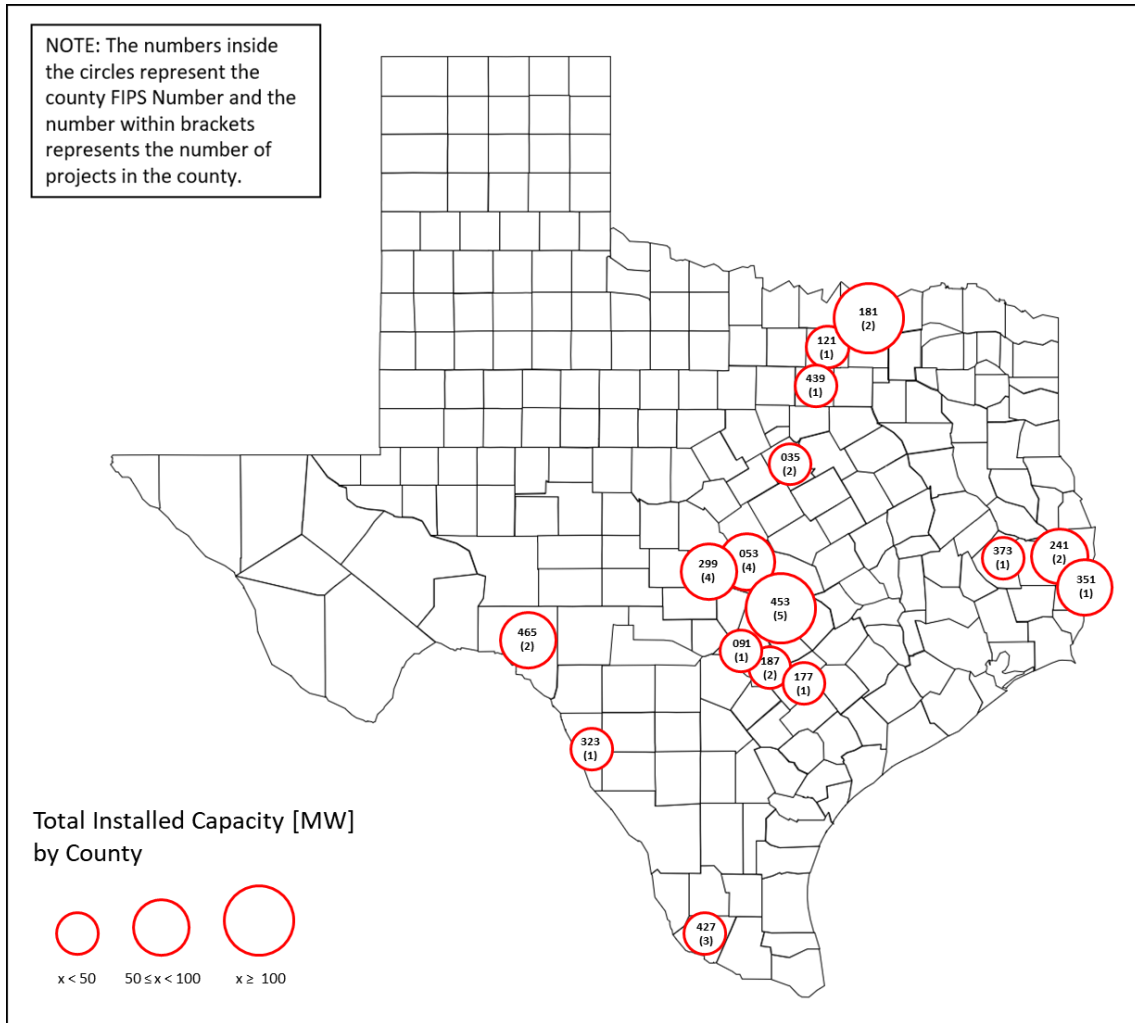 NOTE: The numbers inside
the circles represent the
county FIPS Number and the
number within brackets
represents the number of
projects in the county.
181
(2)
121
(1)
439
(1)
035
(2)
053
(4)
299
(4)
373
(1)
241
(2)
351
(1)
453
(5)
465
(2)
091
(1)
187
(2)
177
(1)
323
(1)
427
(3)
Total Installed Capacity [MW]
by County
x < 50
50 ≤ x < 100
x ≥ 100